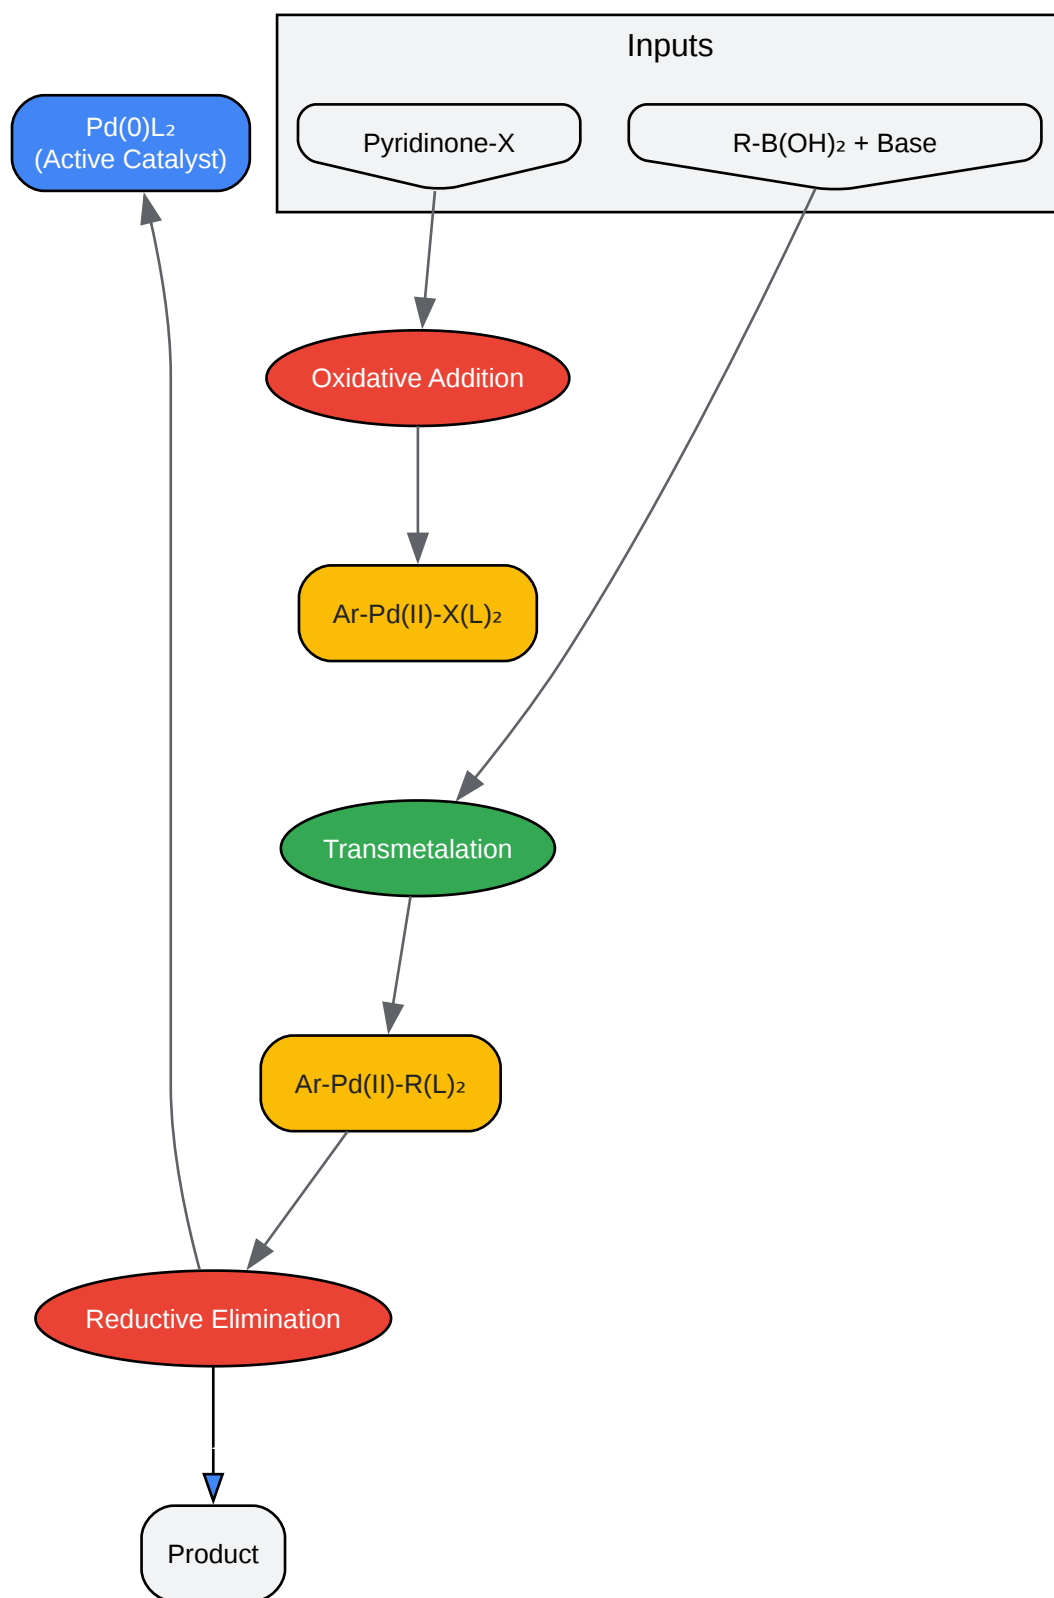 Inputs
Pd(0)L₂
(Active Catalyst)
Pyridinone-X
R-B(OH)₂ + Base
Oxidative Addition
Ar-Pd(II)-X(L)₂
Transmetalation
Ar-Pd(II)-R(L)₂
Reductive Elimination
Product